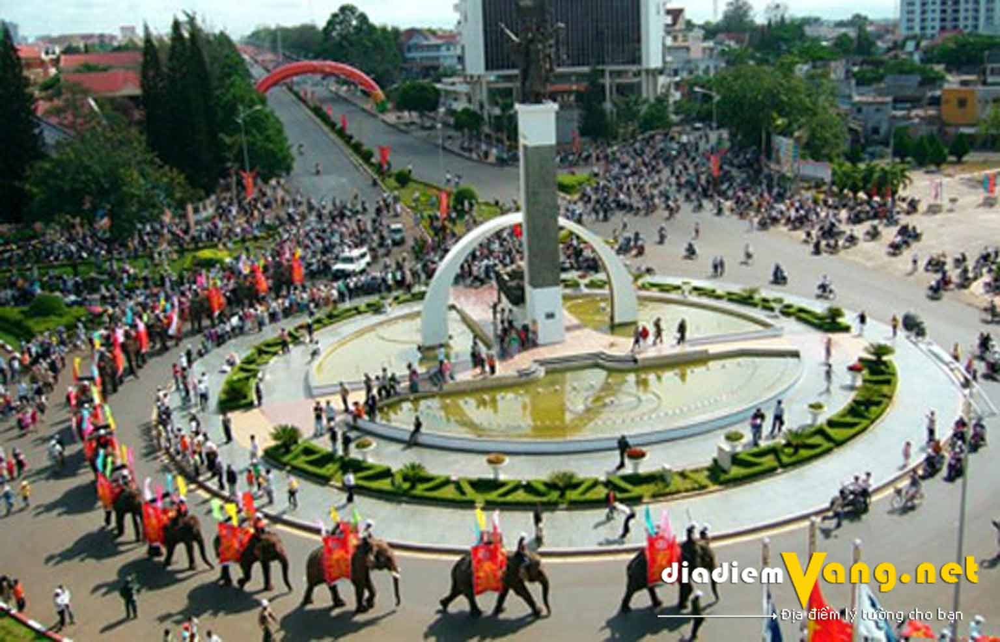 diadiemVang.net
Địa điểm lý tưởng cho bạn